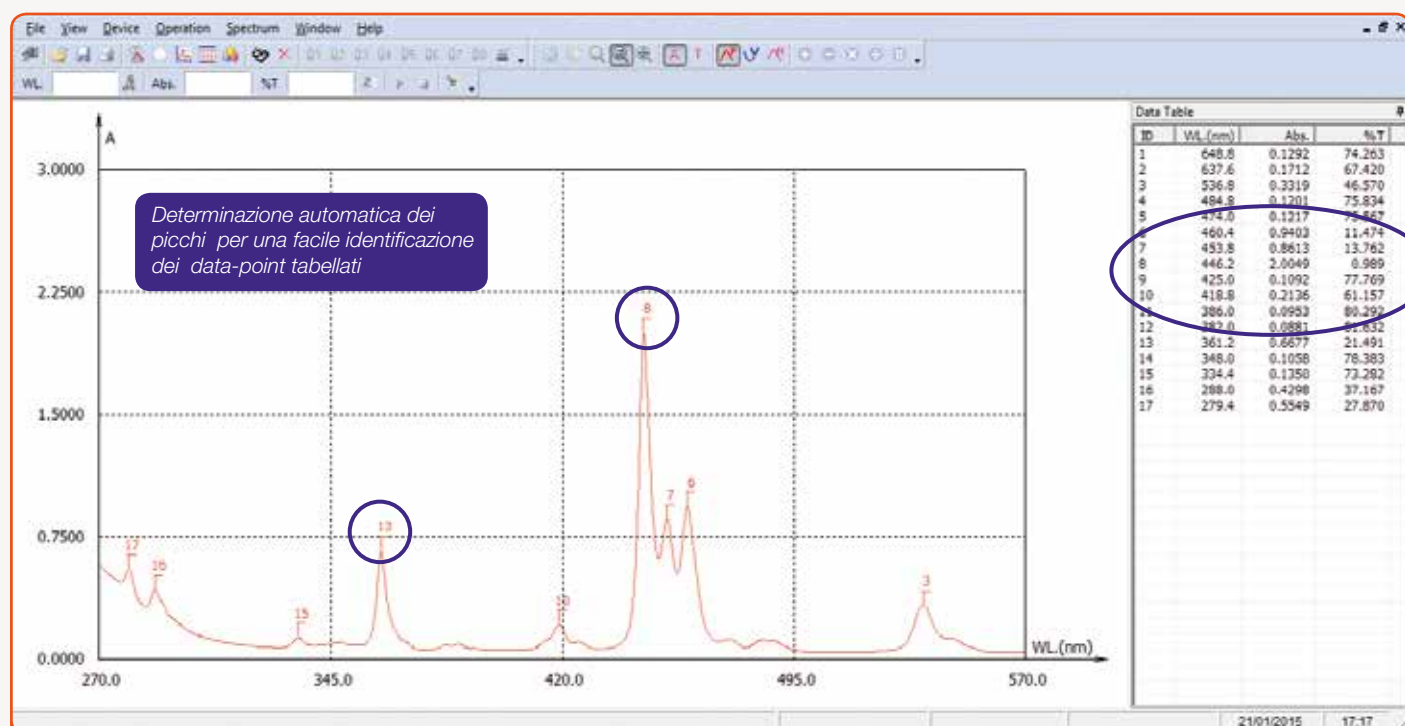 File View Device Operation Spectrum Window Help
WL. Abs. %T
A
3.0000
2.2500
1.5000
0.7500
0.0000
270.0 345.0 420.0 495.0 570.0
WL.(nm)
Determinazione automatica dei
picchi per una facile identificazione
dei data-point tabellati
17
16
15
13
10
8
7
6
3
Data Table
ID WL.(nm) Abs. %T
1 648.8 0.1292 74.263
2 637.6 0.1712 67.420
3 536.8 0.3319 46.570
4 484.8 0.1201 75.834
5 474.0 0.1217
460.4 0.9403 11.474
7 453.8 0.8613 13.762
8 446.2 2.0049 0.989
9 425.0 0.1092 77.769
10 418.8 0.2136 61.157
11 386.0 0.0953 80.292
12 382.0 0.0881 81.632
13 361.2 0.6677 21.491
14 348.0 0.1058 78.383
15 334.4 0.1350 73.282
16 288.0 0.4298 37.167
17 279.4 0.5549 27.870
21/01/2015 17:17